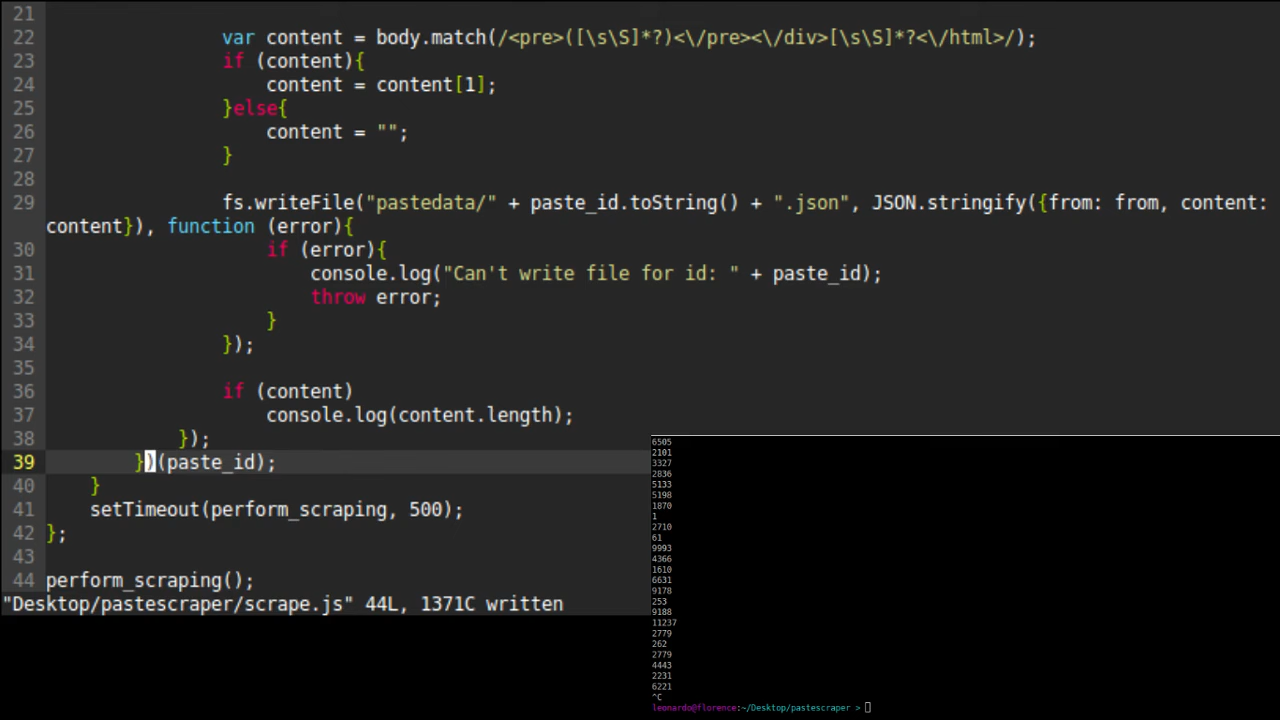 21
22                 var content = body.match(/<pre>([\s\S]*?)<\/pre><\/div>[\s\S]*?<\/html>/);
23                 if (content){
24                     content = content[1];
25                 }else{
26                     content = "";
27                 }
28
29                 fs.writeFile("pastedata/" + paste_id.toString() + ".json", JSON.stringify({from: from, content:
content}), function (error){
30                     if (error){
31                         console.log("Can't write file for id: " + paste_id);
32                         throw error;
33                     }
34                 });
35
36                 if (content)
37                     console.log(content.length);
38             });
39         })(paste_id);
40     }
41     setTimeout(perform_scraping, 500);
42 };
43
44 perform_scraping();
"Desktop/pastescraper/scrape.js" 44L, 1371C written
6505
2101
3327
2836
5133
5198
1870
1
2710
61
9993
4366
1610
6631
9178
253
9188
11237
2779
262
2779
4443
2231
6221
^C
leonardo@florence:~/Desktop/pastescraper >